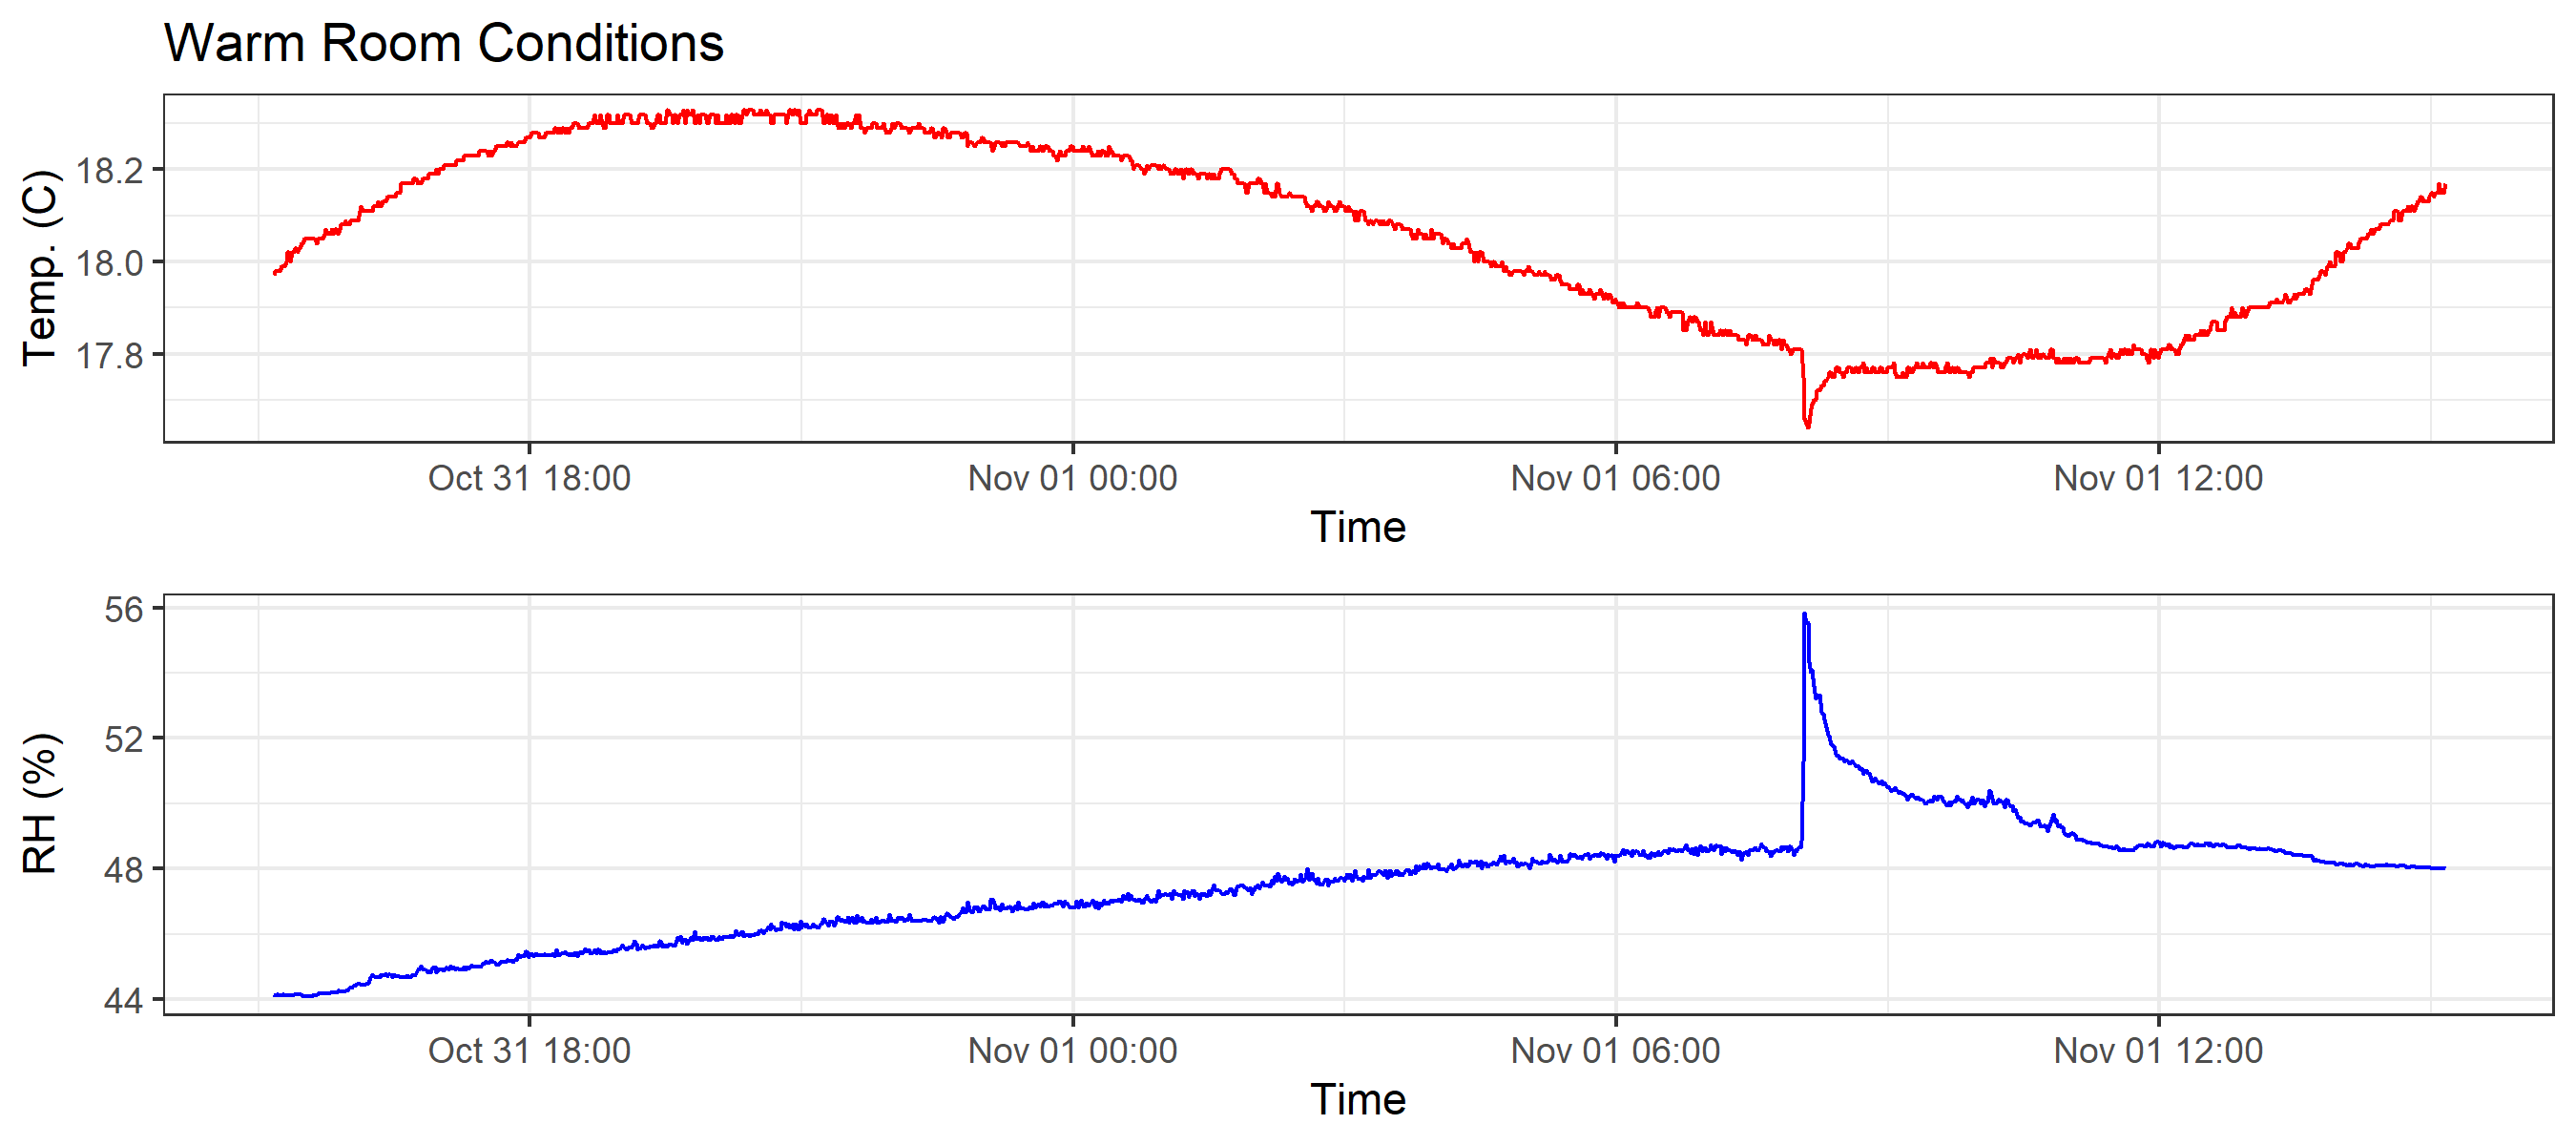 Warm Room Conditions
Temp. (C)
18.2
18.0
17.8
Oct 31 18:00 Nov 01 00:00 Nov 01 06:00 Nov 01 12:00
Time
RH (%)
56
52
48
44
Oct 31 18:00 Nov 01 00:00 Nov 01 06:00 Nov 01 12:00
Time